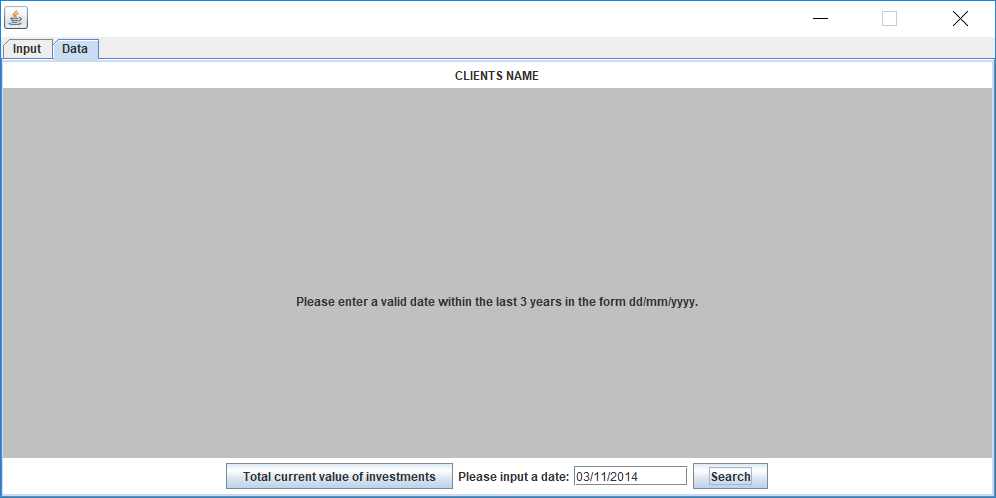 Input Data
CLIENTS NAME
Please enter a valid date within the last 3 years in the form dd/mm/yyyy.
Total current value of investments Please input a date: 03/11/2014 Search